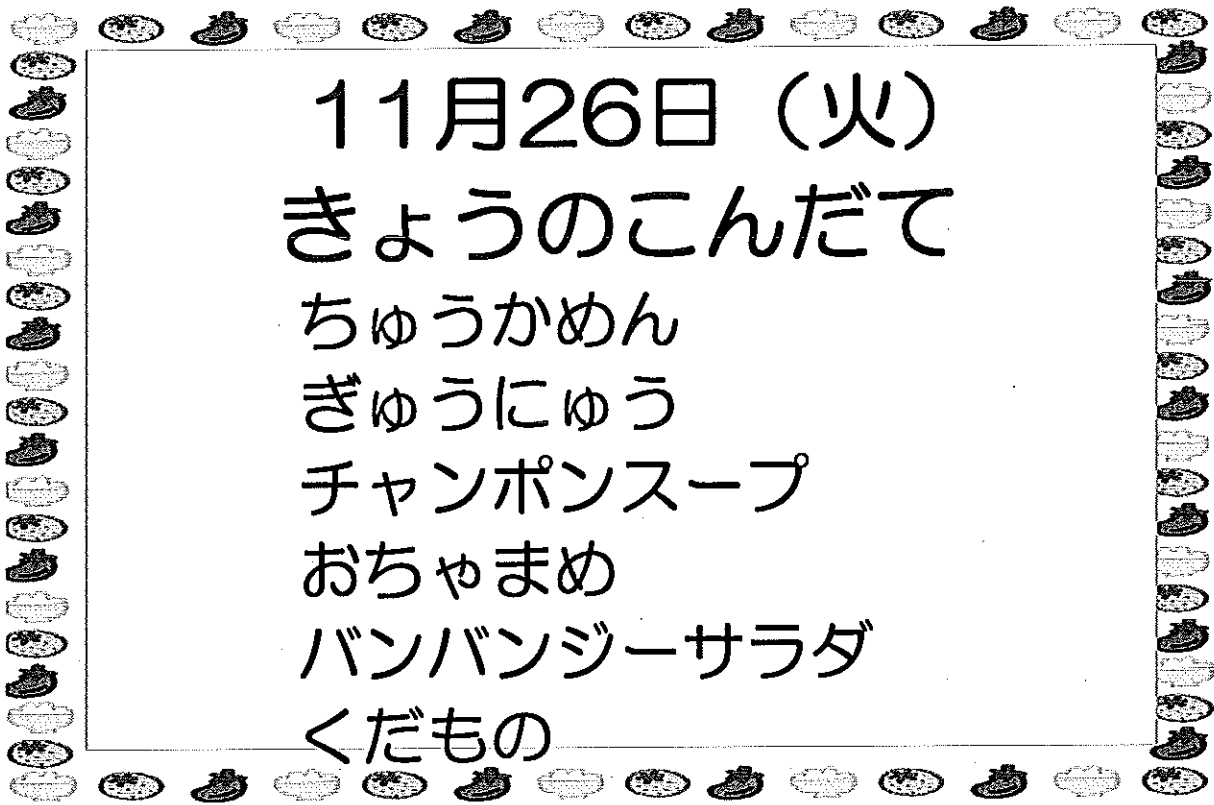 11月26日（火）
きょうのこんだて
ちゅうかめん
ぎゅうにゅう
チャンポンスープ
おちゃまめ
バンバンジーサラダ
くだもの